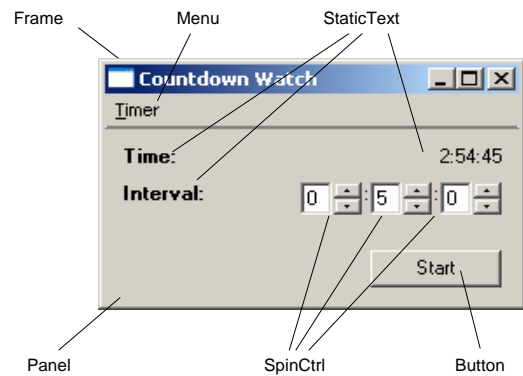 Frame Menu StaticText
Countdown Watch
Timer
Time: 2:54:45
Interval: 0 : 5 : 0
Start
Panel SpinCtrl Button